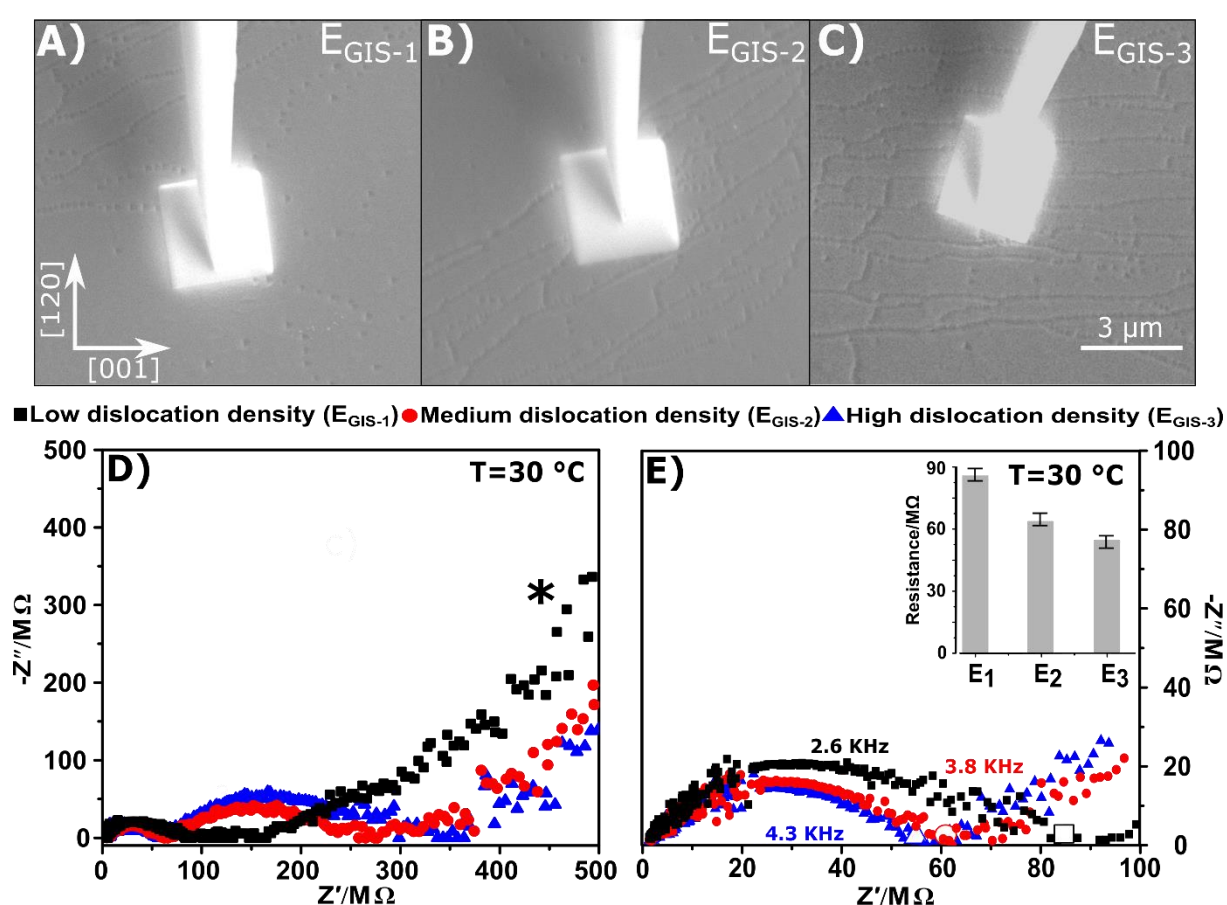 A) E_GIS-1
B) E_GIS-2
C) E_GIS-3
[120]
[001]
3 µm
■Low dislocation density (E_GIS-1) ●Medium dislocation density (E_GIS-2) ▲High dislocation density (E_GIS-3)
D) T=30 °C
*
500
400
300
200
100
0
-Z″/MΩ
0 100 200 300 400 500
Z′/MΩ
E) T=30 °C
90
60
30
0
Resistance/MΩ
E1 E2 E3
2.6 KHz
3.8 KHz
4.3 KHz
100
80
60
40
20
0
-Z″/MΩ
0 20 40 60 80 100
Z′/MΩ